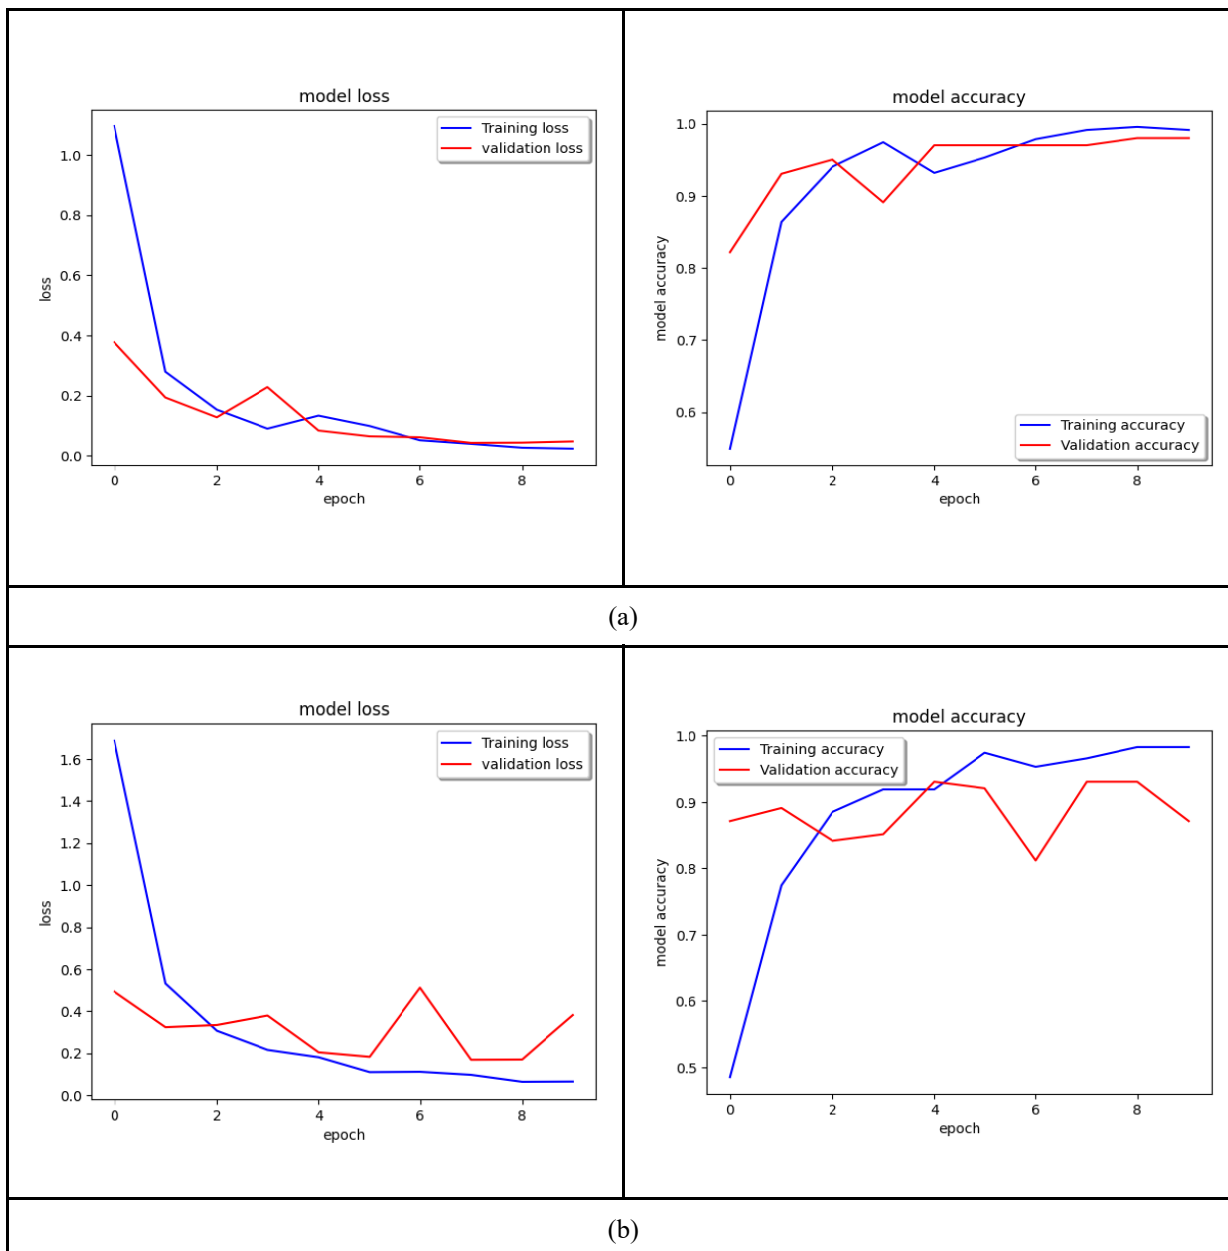 model loss
Training loss
validation loss
1.0
0.8
0.6
0.4
0.2
0.0
loss
0 2 4 6 8
epoch
model accuracy
1.0
0.9
0.8
0.7
0.6
model accuracy
Training accuracy
Validation accuracy
0 2 4 6 8
epoch
(a)
model loss
Training loss
validation loss
1.6
1.4
1.2
1.0
0.8
0.6
0.4
0.2
0.0
loss
0 2 4 6 8
epoch
model accuracy
Training accuracy
Validation accuracy
1.0
0.9
0.8
0.7
0.6
0.5
model accuracy
0 2 4 6 8
epoch
(b)